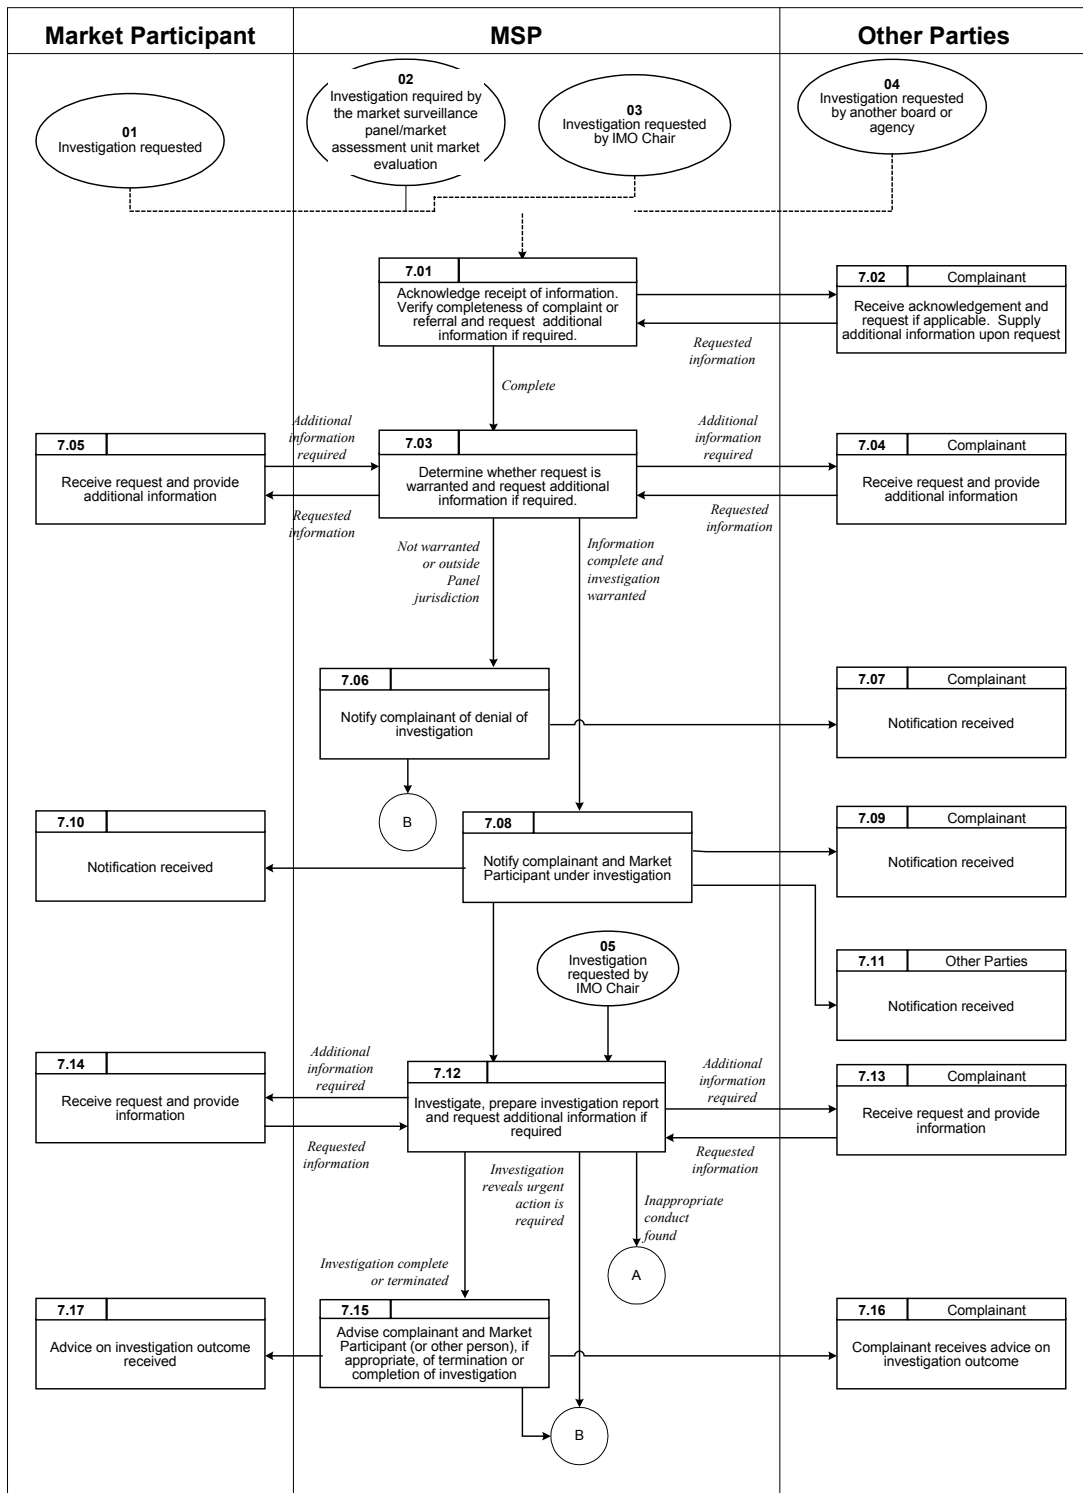 Market Participant
MSP
Other Parties
01
Investigation requested
02
Investigation required by
the market surveillance
panel/market
assessment unit market
evaluation
03
Investigation requested
by IMO Chair
04
Investigation requested
by another board or
agency
7.01
Acknowledge receipt of information.
Verify completeness of complaint or
referral and request additional
information if required.
7.02 Complainant
Receive acknowledgement and
request if applicable. Supply
additional information upon request
Requested
information
Complete
7.05
Receive request and provide
additional information
Additional
information
required
Requested
information
7.03
Determine whether request is
warranted and request additional
information if required.
Additional
information
required
Requested
information
7.04 Complainant
Receive request and provide
additional information
Not warranted
or outside
Panel
jurisdiction
Information
complete and
investigation
warranted
7.06
Notify complainant of denial of
investigation
7.07 Complainant
Notification received
B
7.10
Notification received
7.08
Notify complainant and Market
Participant under investigation
7.09 Complainant
Notification received
05
Investigation
requested by
IMO Chair
7.11 Other Parties
Notification received
7.14
Receive request and provide
information
Additional
information
required
Requested
information
7.12
Investigate, prepare investigation report
and request additional information if
required
Additional
information
required
Requested
information
7.13 Complainant
Receive request and provide
information
Investigation
reveals urgent
action is
required
Inappropriate
conduct
found
A
Investigation complete
or terminated
7.17
Advice on investigation outcome
received
7.15
Advise complainant and Market
Participant (or other person), if
appropriate, of termination or
completion of investigation
7.16 Complainant
Complainant receives advice on
investigation outcome
B